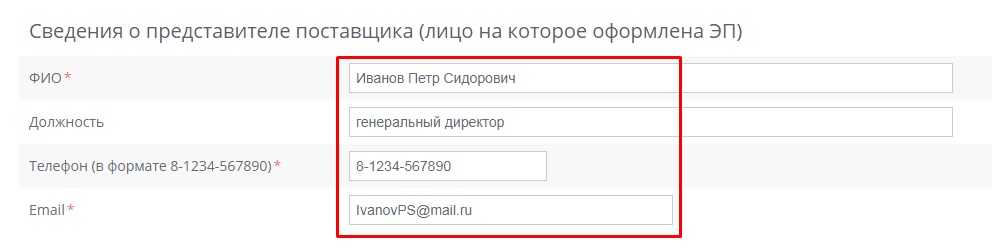 Сведения о представителе поставщика (лицо на которое оформлена ЭП)
ФИО* Иванов Петр Сидорович
Должность генеральный директор
Телефон (в формате 8-1234-567890)* 8-1234-567890
Email* IvanovPS@mail.ru